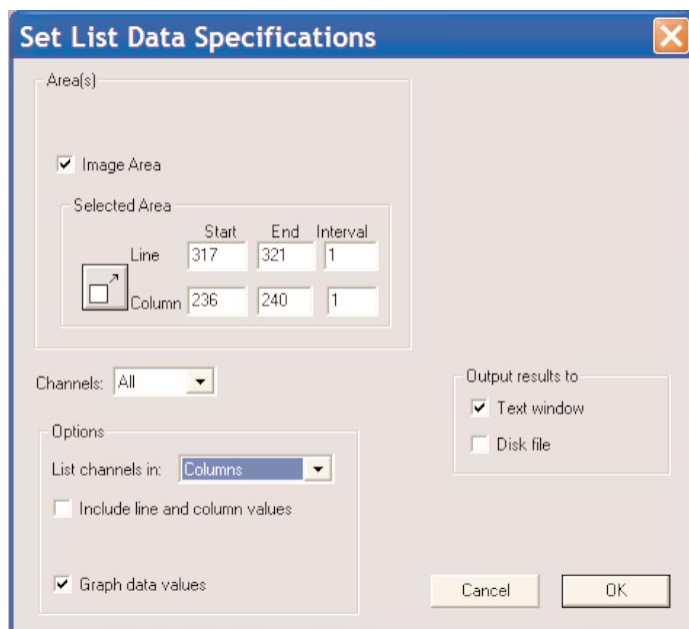 Set List Data Specifications
Area(s)
Image Area
Selected Area
Start End Interval
Line 317 321 1
Column 236 240 1
Channels: All
Output results to
Text window
Disk file
Options
List channels in: Columns
Include line and column values
Graph data values
Cancel OK